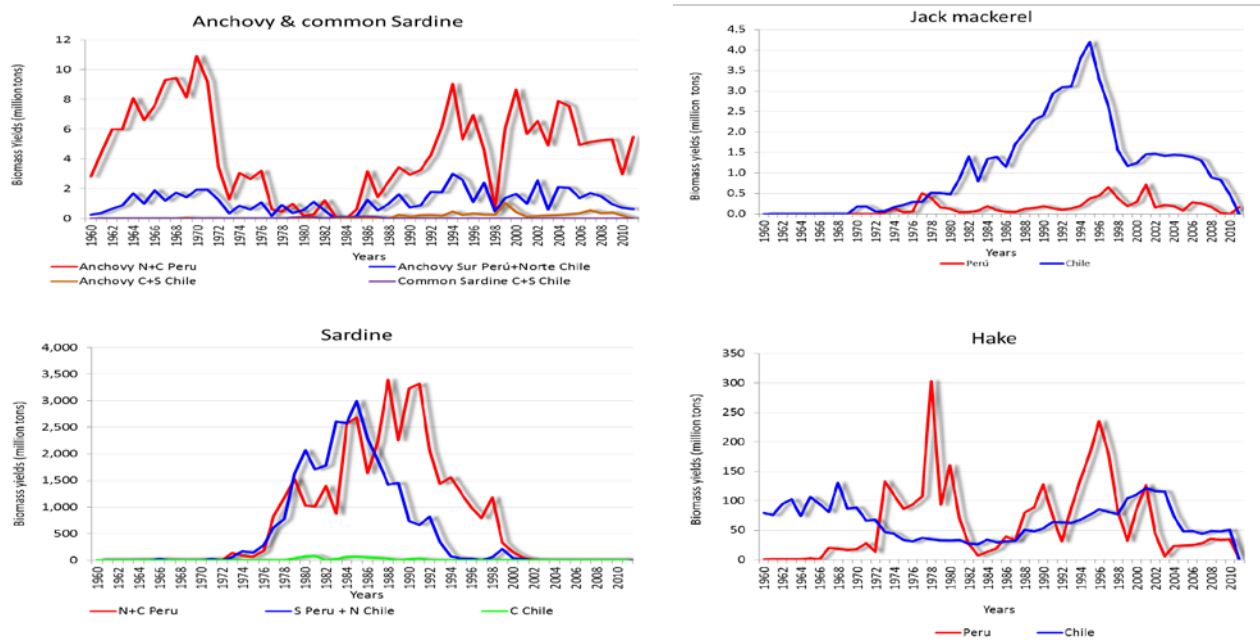 Anchovy & common Sardine
Biomass Yields (million tons)
12
10
8
6
4
2
0
1960 1962 1964 1966 1968 1970 1972 1974 1976 1978 1980 1982 1984 1986 1988 1990 1992 1994 1996 1998 2000 2002 2004 2006 2008 2010
Years
Anchovy N+C Peru Anchovy Sur Perú+Norte Chile
Anchovy C+S Chile Common Sardine C+S Chile
Jack mackerel
Biomass yields (million tons)
4.5
4.0
3.5
3.0
2.5
2.0
1.5
1.0
0.5
0.0
1960 1962 1964 1966 1968 1970 1972 1974 1976 1978 1980 1982 1984 1986 1988 1990 1992 1994 1996 1998 2000 2002 2004 2006 2008 2010
Years
Perú Chile
Sardine
Biomass yields (million tons)
4,000
3,500
3,000
2,500
2,000
1,500
1,000
500
0
1960 1962 1964 1966 1968 1970 1972 1974 1976 1978 1980 1982 1984 1986 1988 1990 1992 1994 1996 1998 2000 2002 2004 2006 2008 2010
Years
N+C Peru S Peru + N Chile C Chile
Hake
Biomass yields (million tons)
350
300
250
200
150
100
50
0
1960 1962 1964 1966 1968 1970 1972 1974 1976 1978 1980 1982 1984 1986 1988 1990 1992 1994 1996 1998 2000 2002 2004 2006 2008 2010
Years
Peru Chile